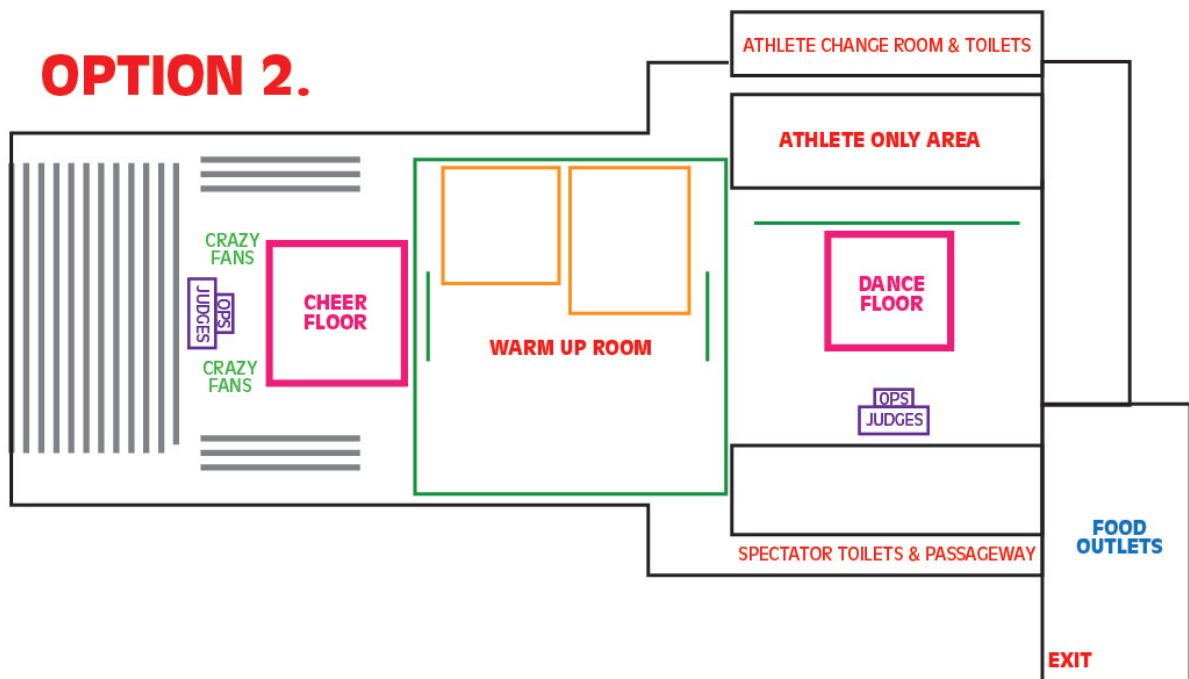 OPTION 2.
ATHLETE CHANGE ROOM & TOILETS
ATHLETE ONLY AREA
CRAZY
FANS
JUDGES
OPS
CRAZY
FANS
CHEER
FLOOR
WARM UP ROOM
DANCE
FLOOR
OPS
JUDGES
SPECTATOR TOILETS & PASSAGEWAY
FOOD
OUTLETS
EXIT